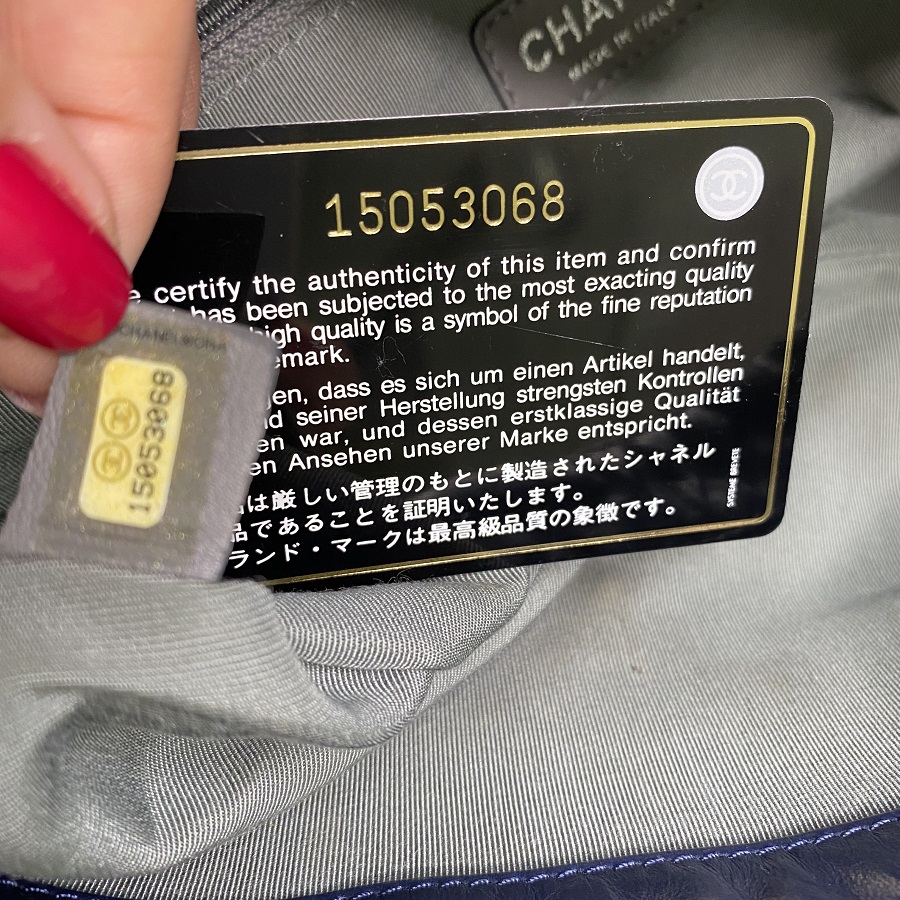 CHA
MADE IN ITALY
15053068
certify the authenticity of this item and confirm
has been subjected to the most exacting quality
high quality is a symbol of the fine reputation
emark.
en, dass es sich um einen Artikel handelt,
nd seiner Herstellung strengsten Kontrollen
en war, und dessen erstklassige Qualität
en Ansehen unserer Marke entspricht.
は厳しい管理のもとに製造されたシャネル
品であることを証明いたします。
ランド・マークは最高級品質の象徴です。
SYSTEME BREVETE
15053068